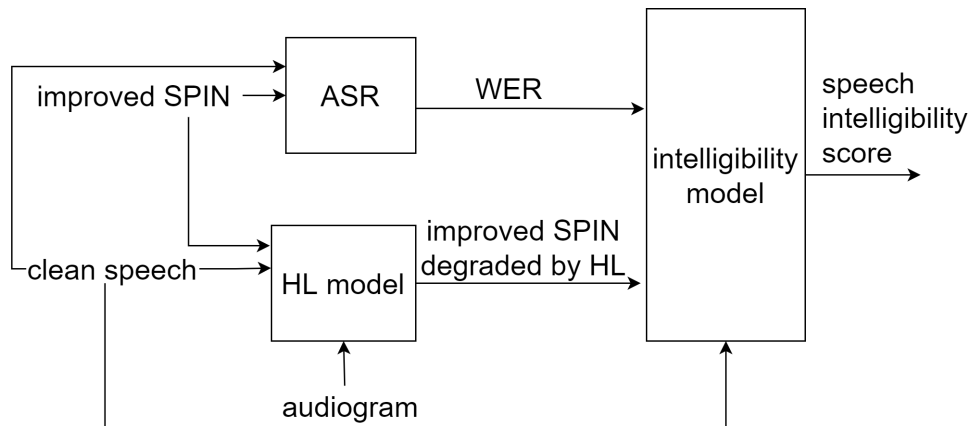 improved SPIN
ASR
WER
speech
intelligibility
score
intelligibility
model
clean speech
HL model
improved SPIN
degraded by HL
audiogram